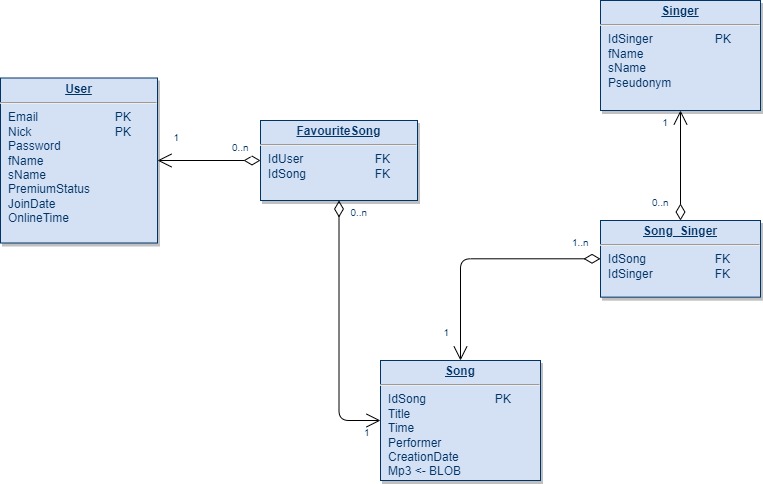 Singer
IdSinger PK
fName
sName
Pseudonym
User
Email PK
Nick PK
Password
fName
sName
PremiumStatus
JoinDate
OnlineTime
1
0..n
FavouriteSong
IdUser FK
IdSong FK
0..n
1
0..n
Song_Singer
IdSong FK
IdSinger FK
1..n
1
Song
IdSong PK
Title
Time
Performer
CreationDate
Mp3 <- BLOB
1